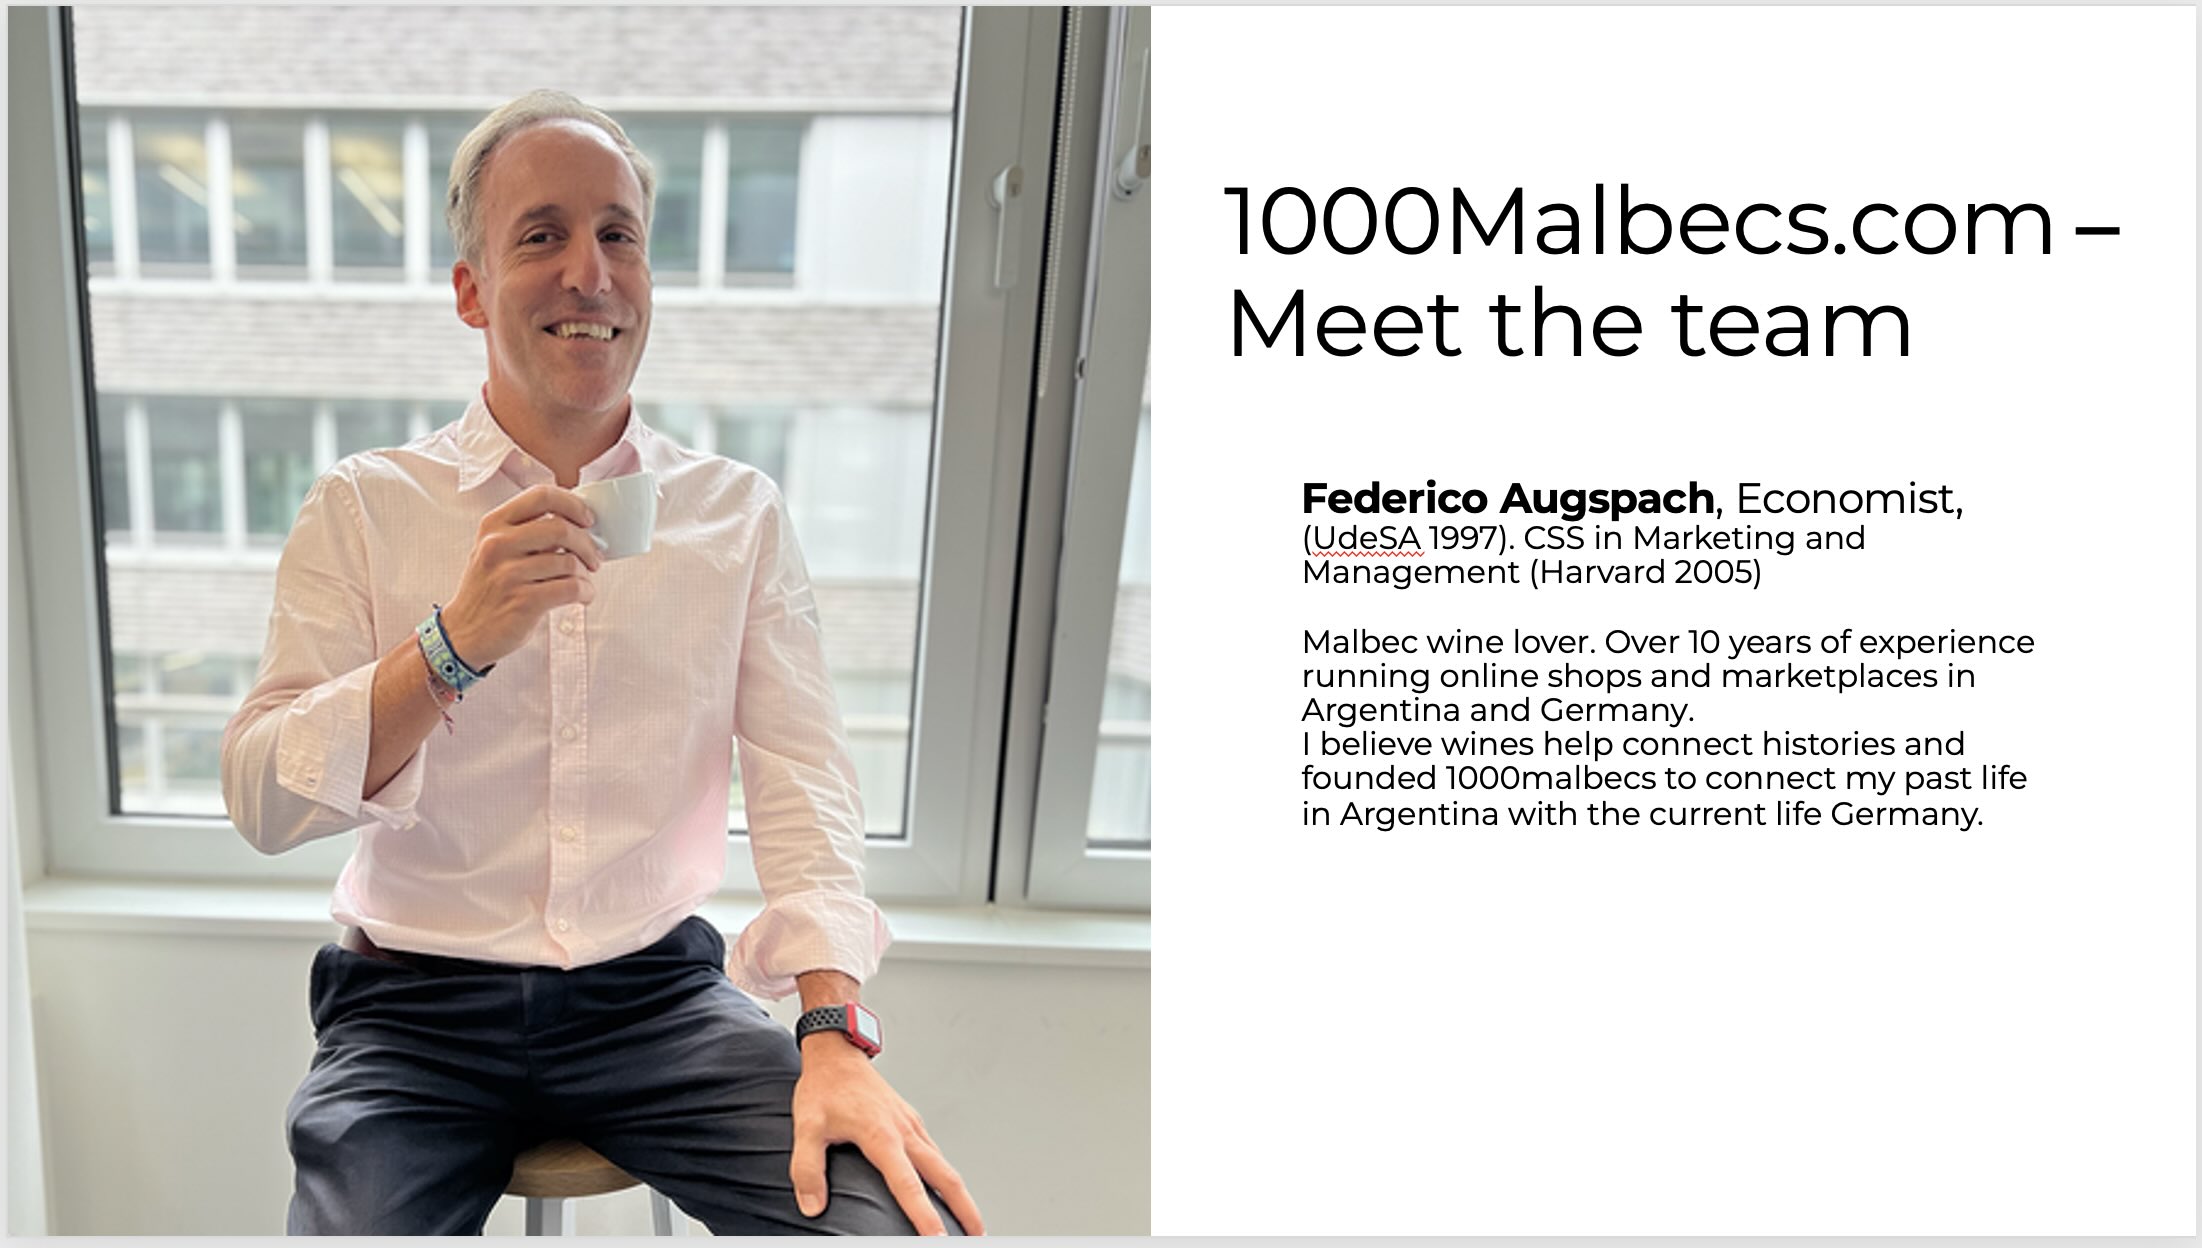 1000Malbecs.com –
Meet the team
Federico Augspach, Economist,
(UdeSA 1997). CSS in Marketing and
Management (Harvard 2005)
Malbec wine lover. Over 10 years of experience
running online shops and marketplaces in
Argentina and Germany.
I believe wines help connect histories and
founded 1000malbecs to connect my past life
in Argentina with the current life Germany.